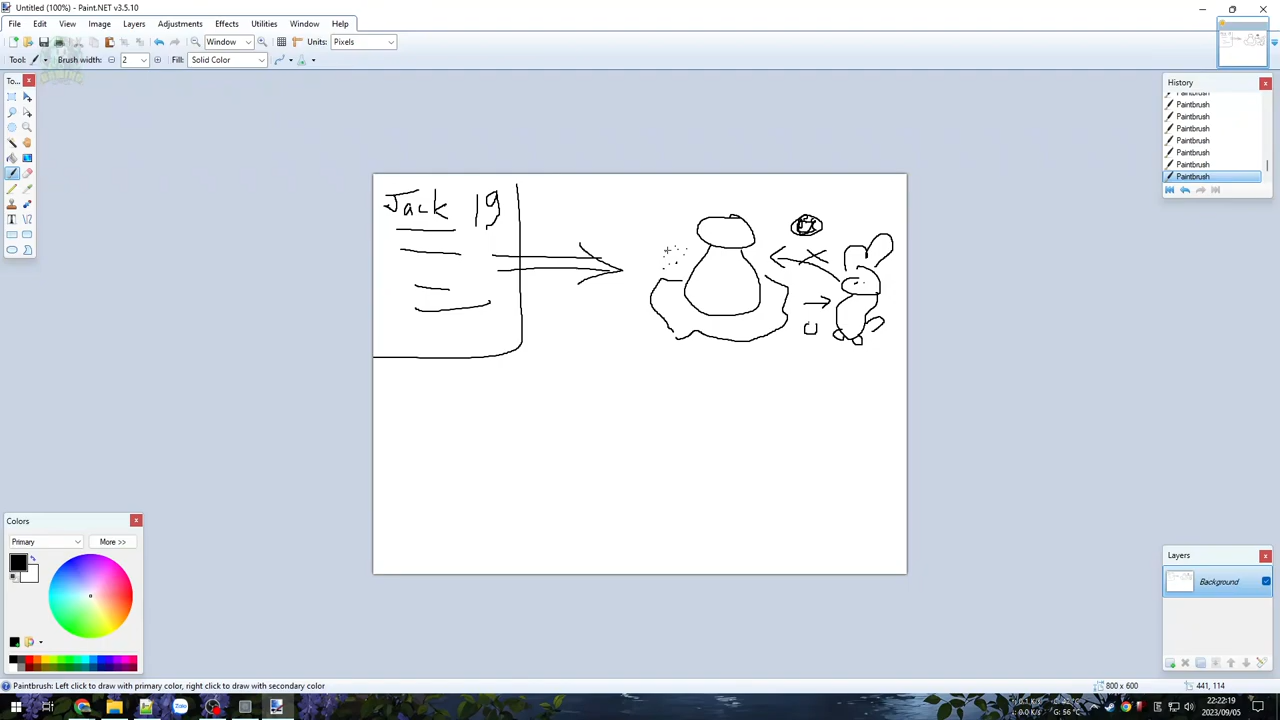 Untitled (100%) - Paint.NET v3.5.10
File Edit View Image Layers Adjustments Effects Utilities Window Help
Window Units: Pixels
Tool: Brush width: 2 Fill: Solid Color
To...
History
Paintbrush
Paintbrush
Paintbrush
Paintbrush
Paintbrush
Paintbrush
Paintbrush
Paintbrush
Jack 19
Colors
Primary More >>
Layers
Background
Paintbrush: Left click to draw with primary color, right click to draw with secondary color
800 x 600 441, 114
Zalo
22:22:19
G: 56 °C
2023/09/05